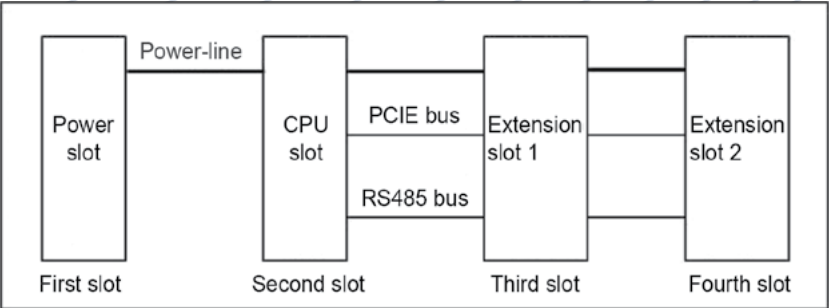 Power-line
Power
slot
CPU
slot
PCIE bus
RS485 bus
Extension
slot 1
Extension
slot 2
First slot
Second slot
Third slot
Fourth slot